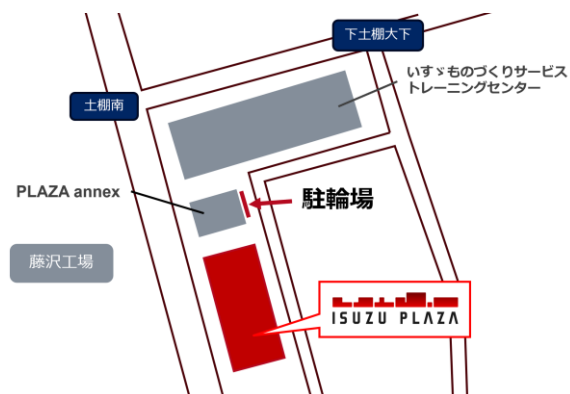 下土棚大下
いすゞものづくりサービス
トレーニングセンター
土棚南
PLAZA annex
駐輪場
藤沢工場
ISUZU PLAZA